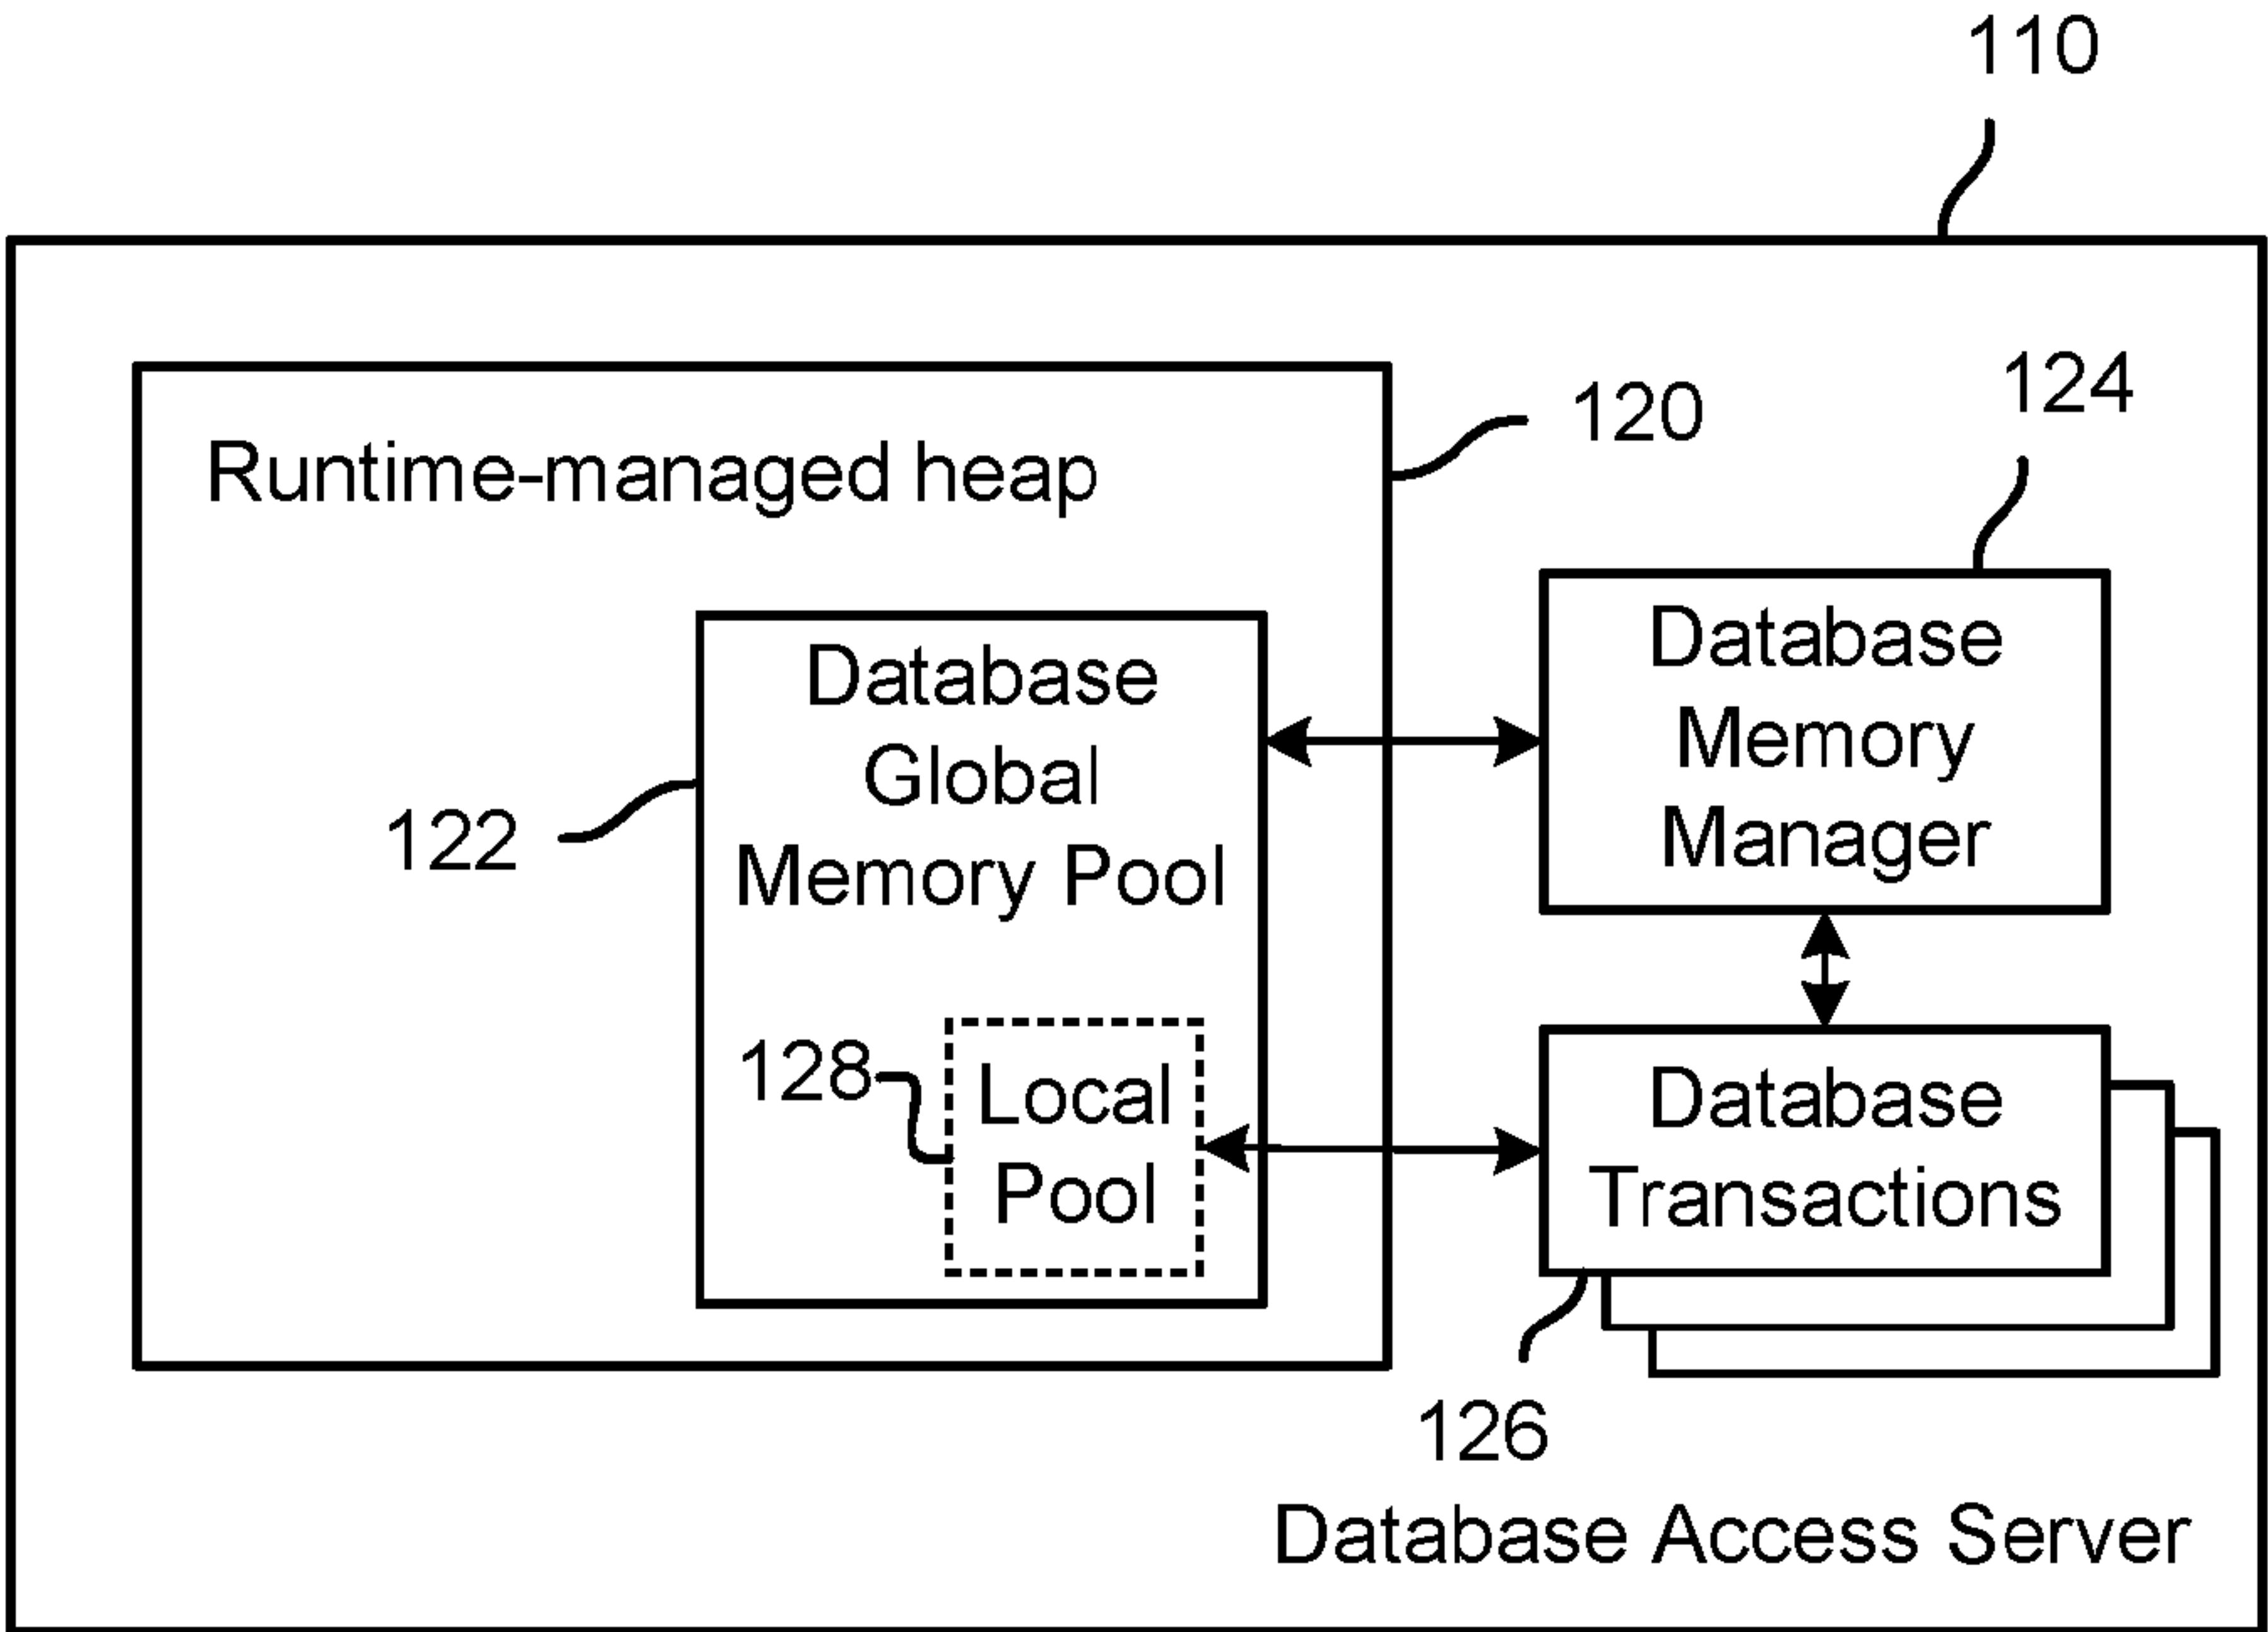 110
124
120
Runtime-managed heap
Database
Memory
Manager
Database
Global
Memory Pool
122
128
Local
Pool
Database
Transactions
126
Database Access Server